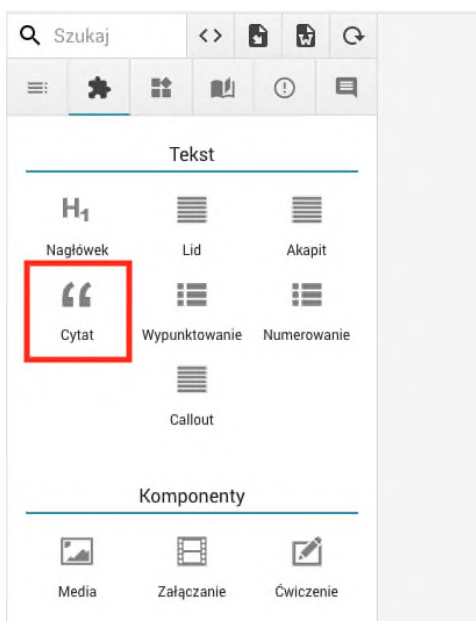 Szukaj
Tekst
H1
Nagłówek Lid Akapit
Cytat Wypunktowanie Numerowanie
Callout
Komponenty
Media Załączanie Ćwiczenie